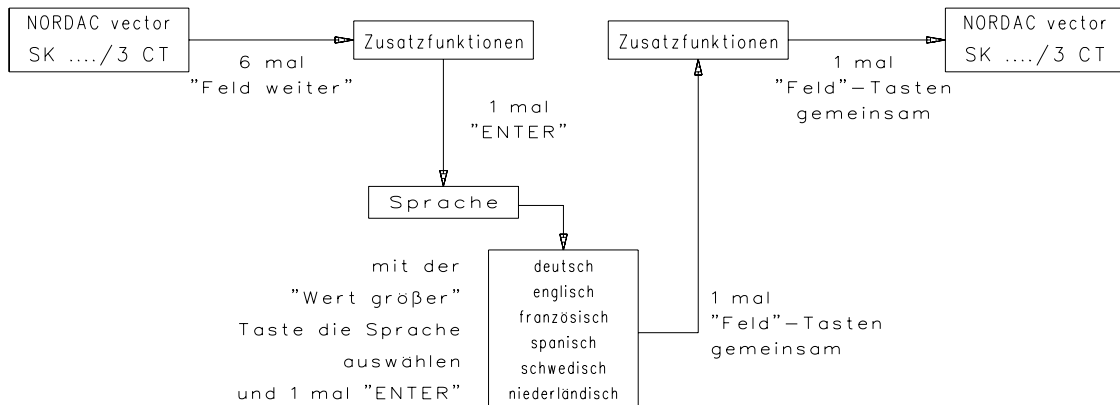 NORDAC vector
SK ..../3 CT
6 mal
"Feld weiter"
Zusatzfunktionen
1 mal
"ENTER"
Sprache
mit der
"Wert größer"
Taste die Sprache
auswählen
und 1 mal "ENTER"
deutsch
englisch
französisch
spanisch
schwedisch
niederländisch
1 mal
"Feld"-Tasten
gemeinsam
Zusatzfunktionen
1 mal
"Feld"-Tasten
gemeinsam
NORDAC vector
SK ..../3 CT